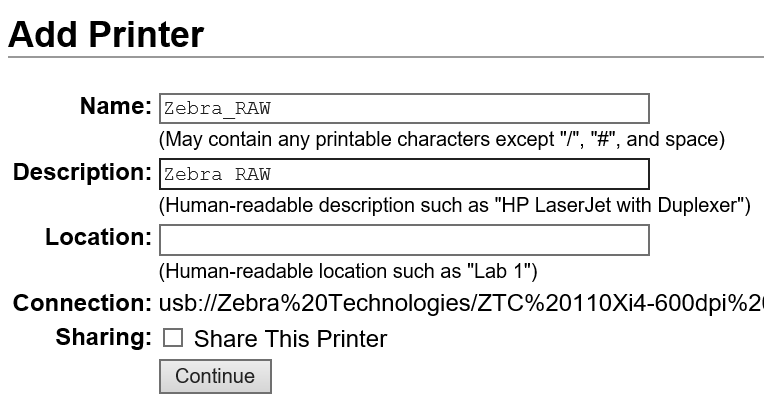 Add Printer
Name: Zebra_RAW
(May contain any printable characters except "/", "#", and space)
Description: Zebra RAW
(Human-readable description such as "HP LaserJet with Duplexer")
Location:
(Human-readable location such as "Lab 1")
Connection: usb://Zebra%20Technologies/ZTC%20110Xi4-600dpi%20
Sharing: Share This Printer
Continue